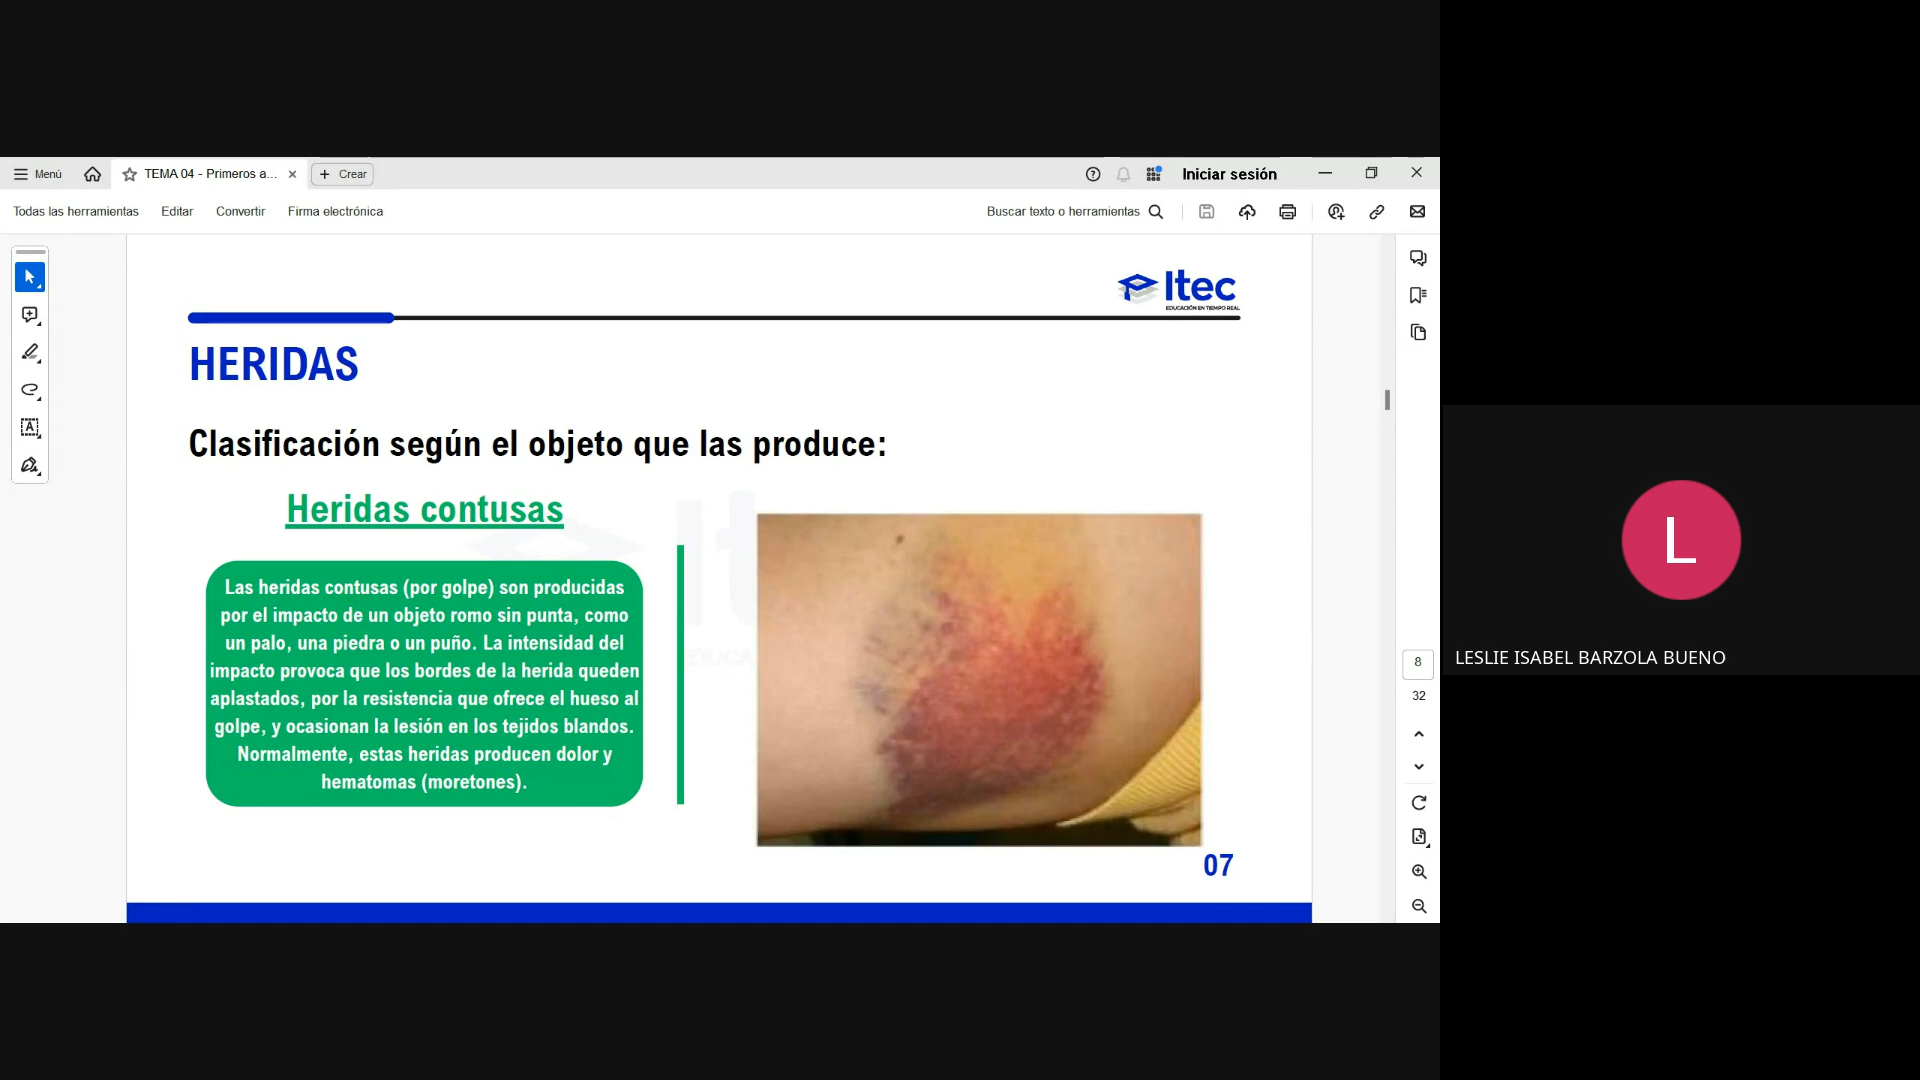 Menú
TEMA 04 - Primeros a...
Crear
Iniciar sesión
Todas las herramientas
Editar
Convertir
Firma electrónica
Buscar texto o herramientas
Itec
EDUCACIÓN EN TIEMPO REAL
HERIDAS
Clasificación según el objeto que las produce:
Heridas contusas
Las heridas contusas (por golpe) son producidas
por el impacto de un objeto romo sin punta, como
un palo, una piedra o un puño. La intensidad del
impacto provoca que los bordes de la herida queden
aplastados, por la resistencia que ofrece el hueso al
golpe, y ocasionan la lesión en los tejidos blandos.
Normalmente, estas heridas producen dolor y
hematomas (moretones).
07
8
32
L
LESLIE ISABEL BARZOLA BUENO